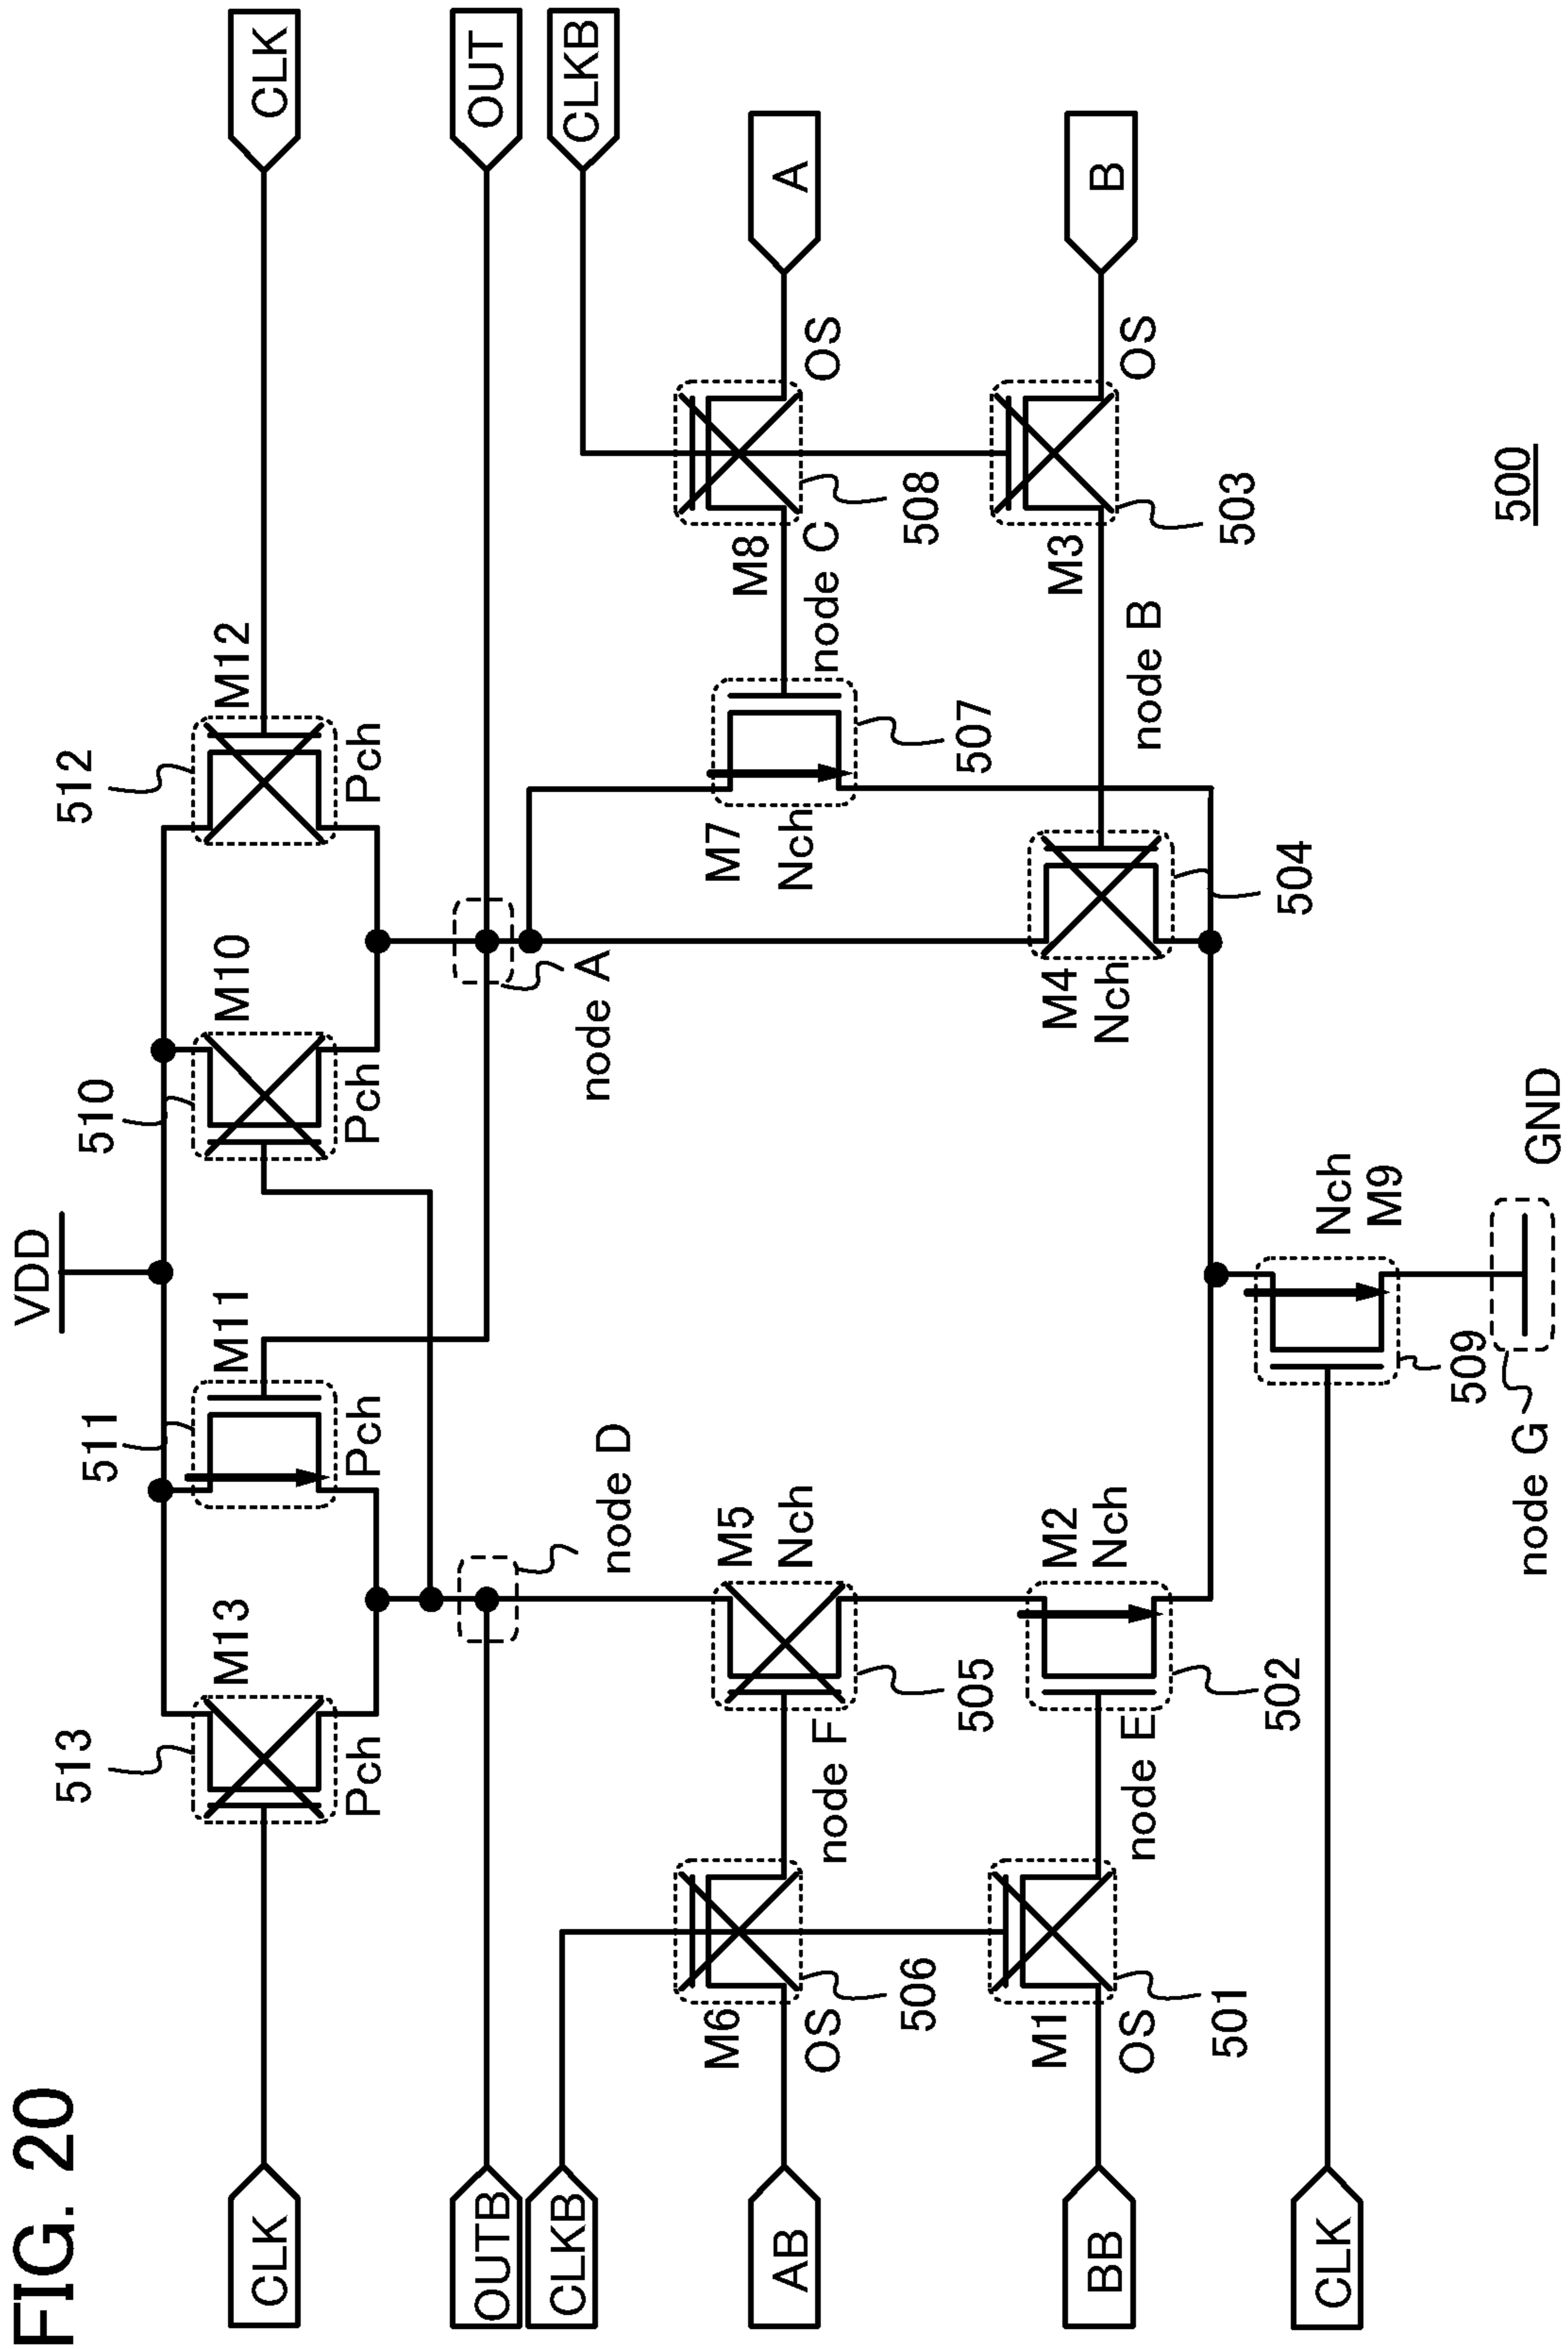 FIG. 20
VDD
513
511
510
512
CLK
M13
M11
M10
M12
CLK
Pch
Pch
Pch
Pch
OUTB
node D
node A
OUT
CLKB
CLKB
AB
M6
OS
506
node F
505
M5
Nch
M7
Nch
507
node C
M8
508
OS
A
BB
M1
OS
501
node E
502
M2
Nch
M4
Nch
504
node B
M3
503
OS
B
CLK
509
Nch
M9
node G
GND
500